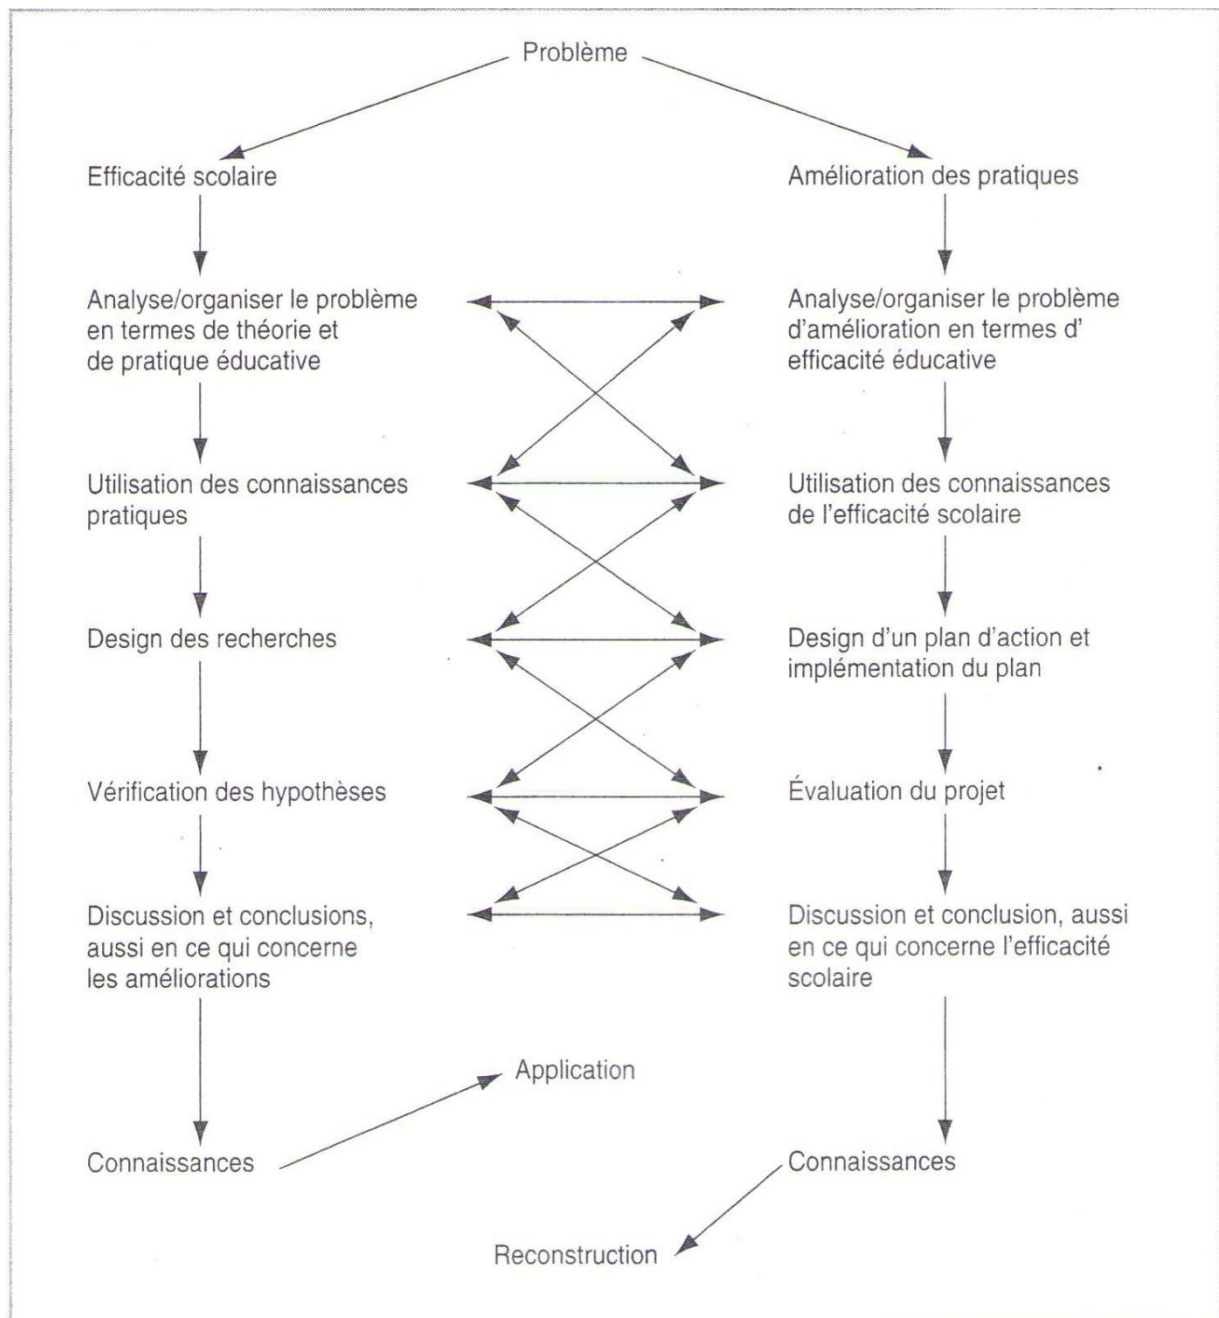 Problème
Efficacité scolaire
Amélioration des pratiques
Analyse/organiser le problème
en termes de théorie et
de pratique éducative
Analyse/organiser le problème
d'amélioration en termes d'
efficacité éducative
Utilisation des connaissances
pratiques
Utilisation des connaissances
de l'efficacité scolaire
Design des recherches
Design d'un plan d'action et
implémentation du plan
Vérification des hypothèses
Évaluation du projet
Discussion et conclusions,
aussi en ce qui concerne
les améliorations
Discussion et conclusion, aussi
en ce qui concerne l'efficacité
scolaire
Application
Connaissances
Connaissances
Reconstruction